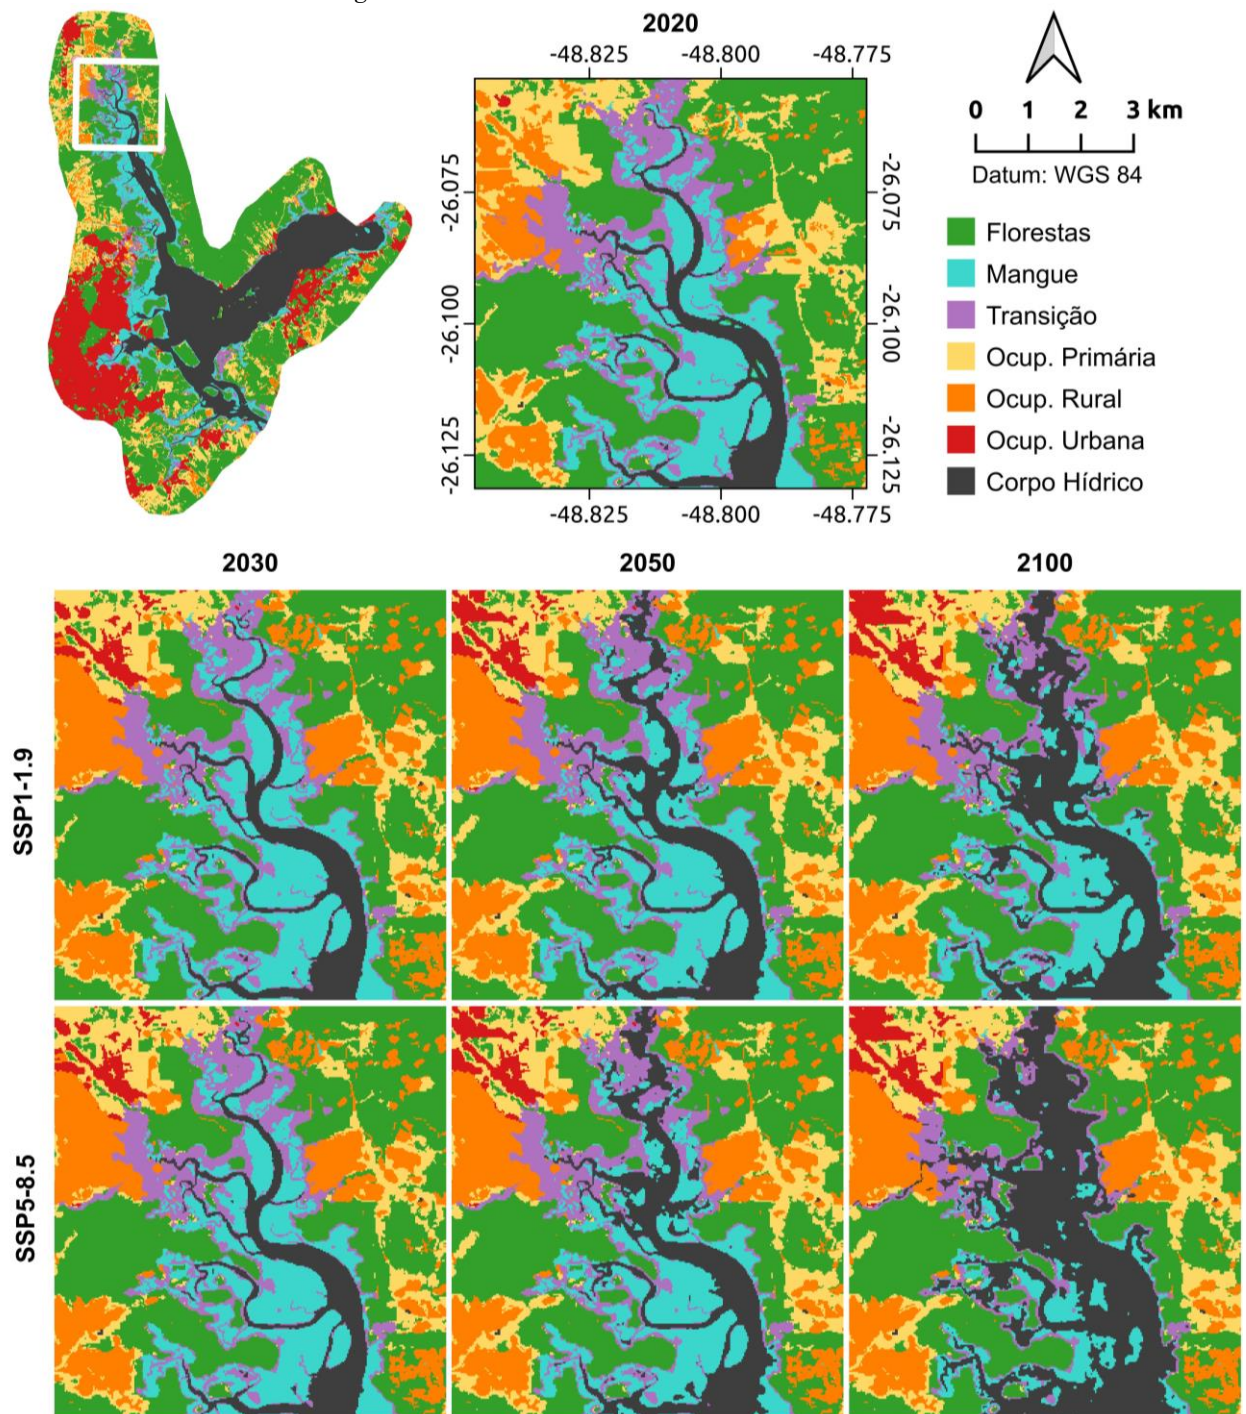 2020
-48.825 -48.800 -48.775
-26.075
-26.100
-26.125
-26.075
-26.100
-26.125
-48.825 -48.800 -48.775
0 1 2 3 km
Datum: WGS 84
Florestas
Mangue
Transição
Ocup. Primária
Ocup. Rural
Ocup. Urbana
Corpo Hídrico
2030 2050 2100
SSP1-1.9
SSP5-8.5